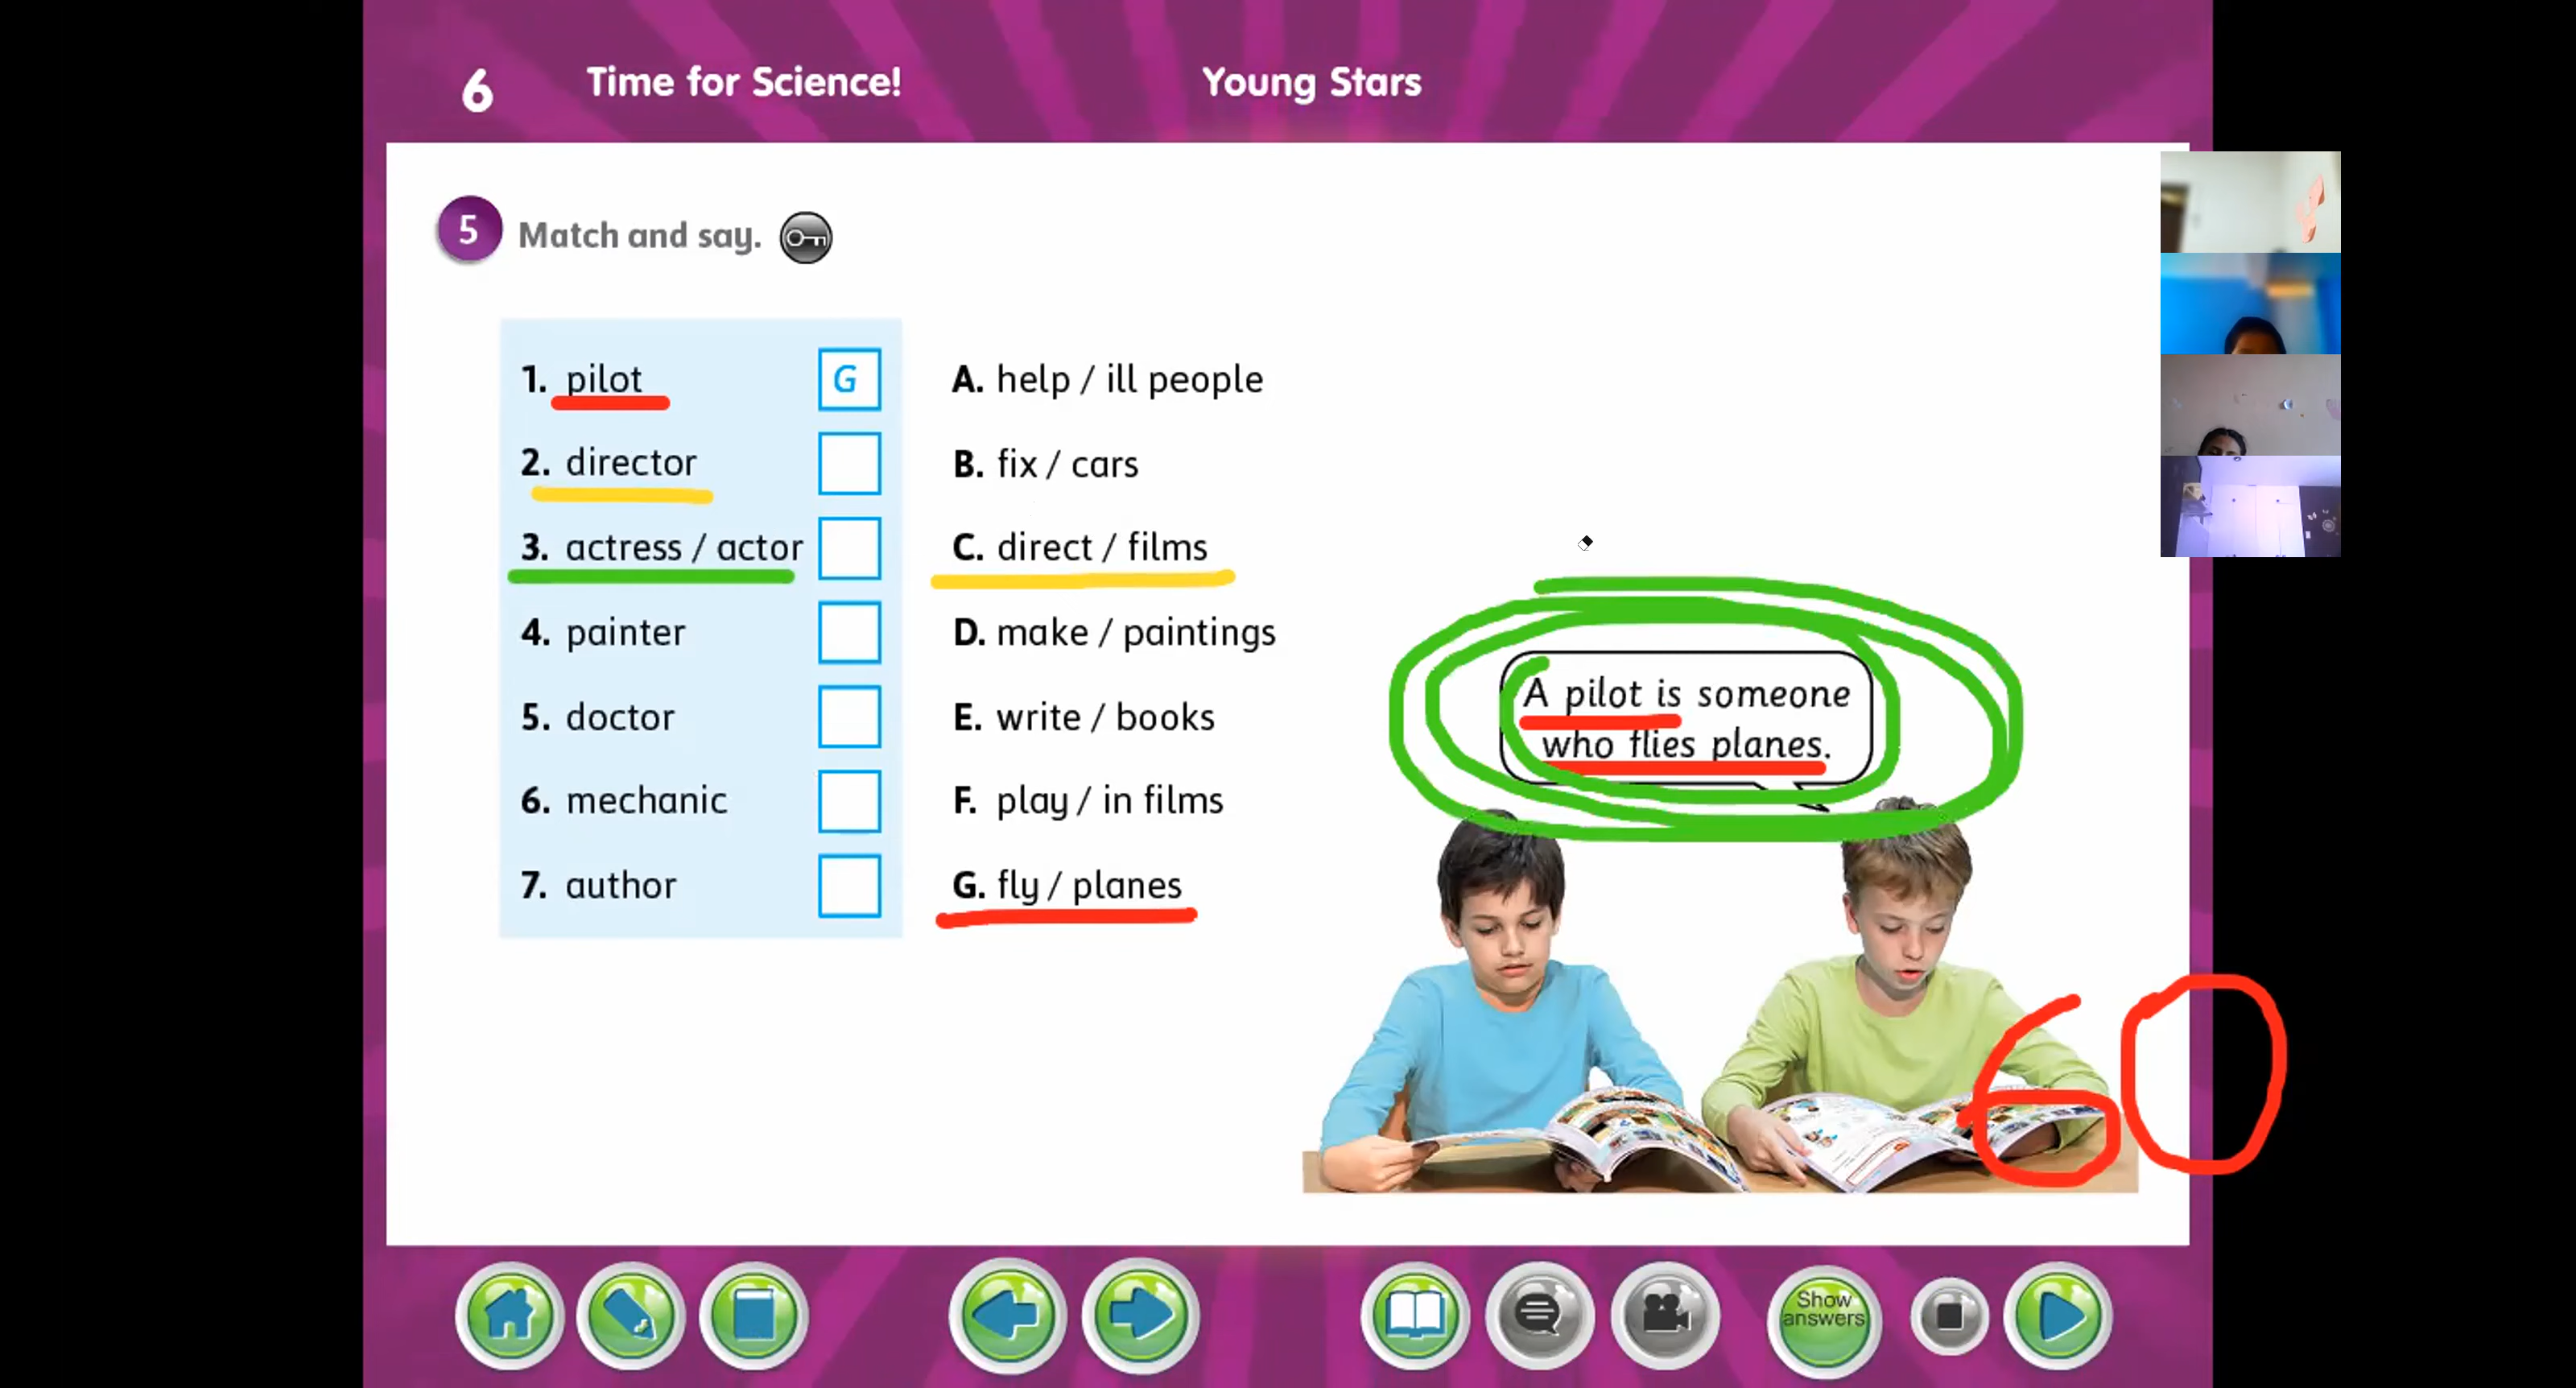 6 Time for Science! Young Stars
5 Match and say.
1. pilot G A. help / ill people
2. director B. fix / cars
3. actress / actor C. direct / films
4. painter D. make / paintings
5. doctor E. write / books
6. mechanic F. play / in films
7. author G. fly / planes
A pilot is someone
who flies planes.
60
Show
answers